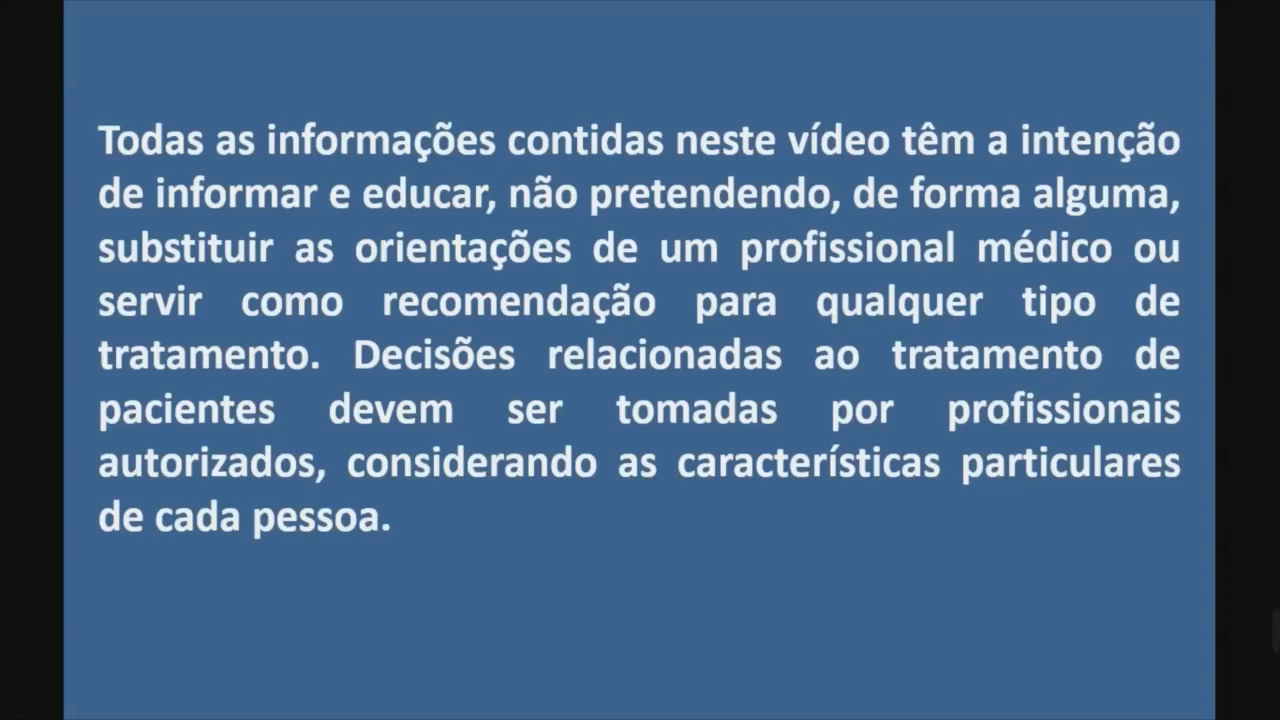 Todas as informações contidas neste vídeo têm a intenção
de informar e educar, não pretendendo, de forma alguma,
substituir as orientações de um profissional médico ou
servir como recomendação para qualquer tipo de
tratamento. Decisões relacionadas ao tratamento de
pacientes devem ser tomadas por profissionais
autorizados, considerando as características particulares
de cada pessoa.